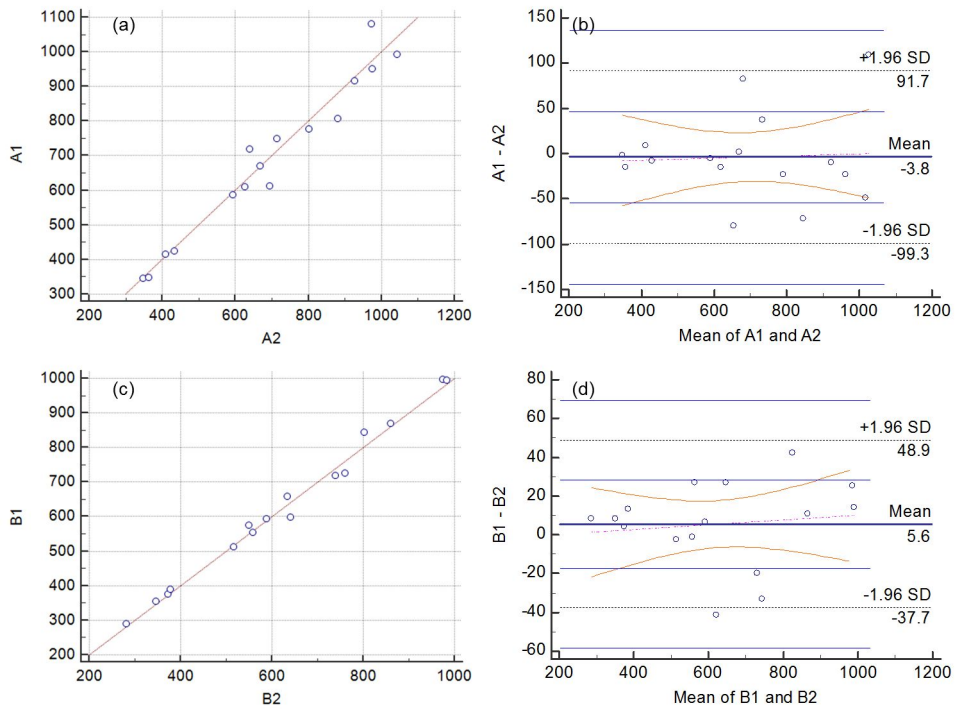 (a)
A1
1100
1000
900
800
700
600
500
400
300
200 400 600 800 1000 1200
A2
(b)
A1 - A2
150
100
50
0
-50
-100
-150
+1.96 SD
91.7
Mean
-3.8
-1.96 SD
-99.3
200 400 600 800 1000 1200
Mean of A1 and A2
(c)
B1
1000
900
800
700
600
500
400
300
200
200 400 600 800 1000
B2
(d)
B1 - B2
80
60
40
20
0
-20
-40
-60
+1.96 SD
48.9
Mean
5.6
-1.96 SD
-37.7
200 300 400 500 600 700 800 900 1000 1100 1200
Mean of B1 and B2